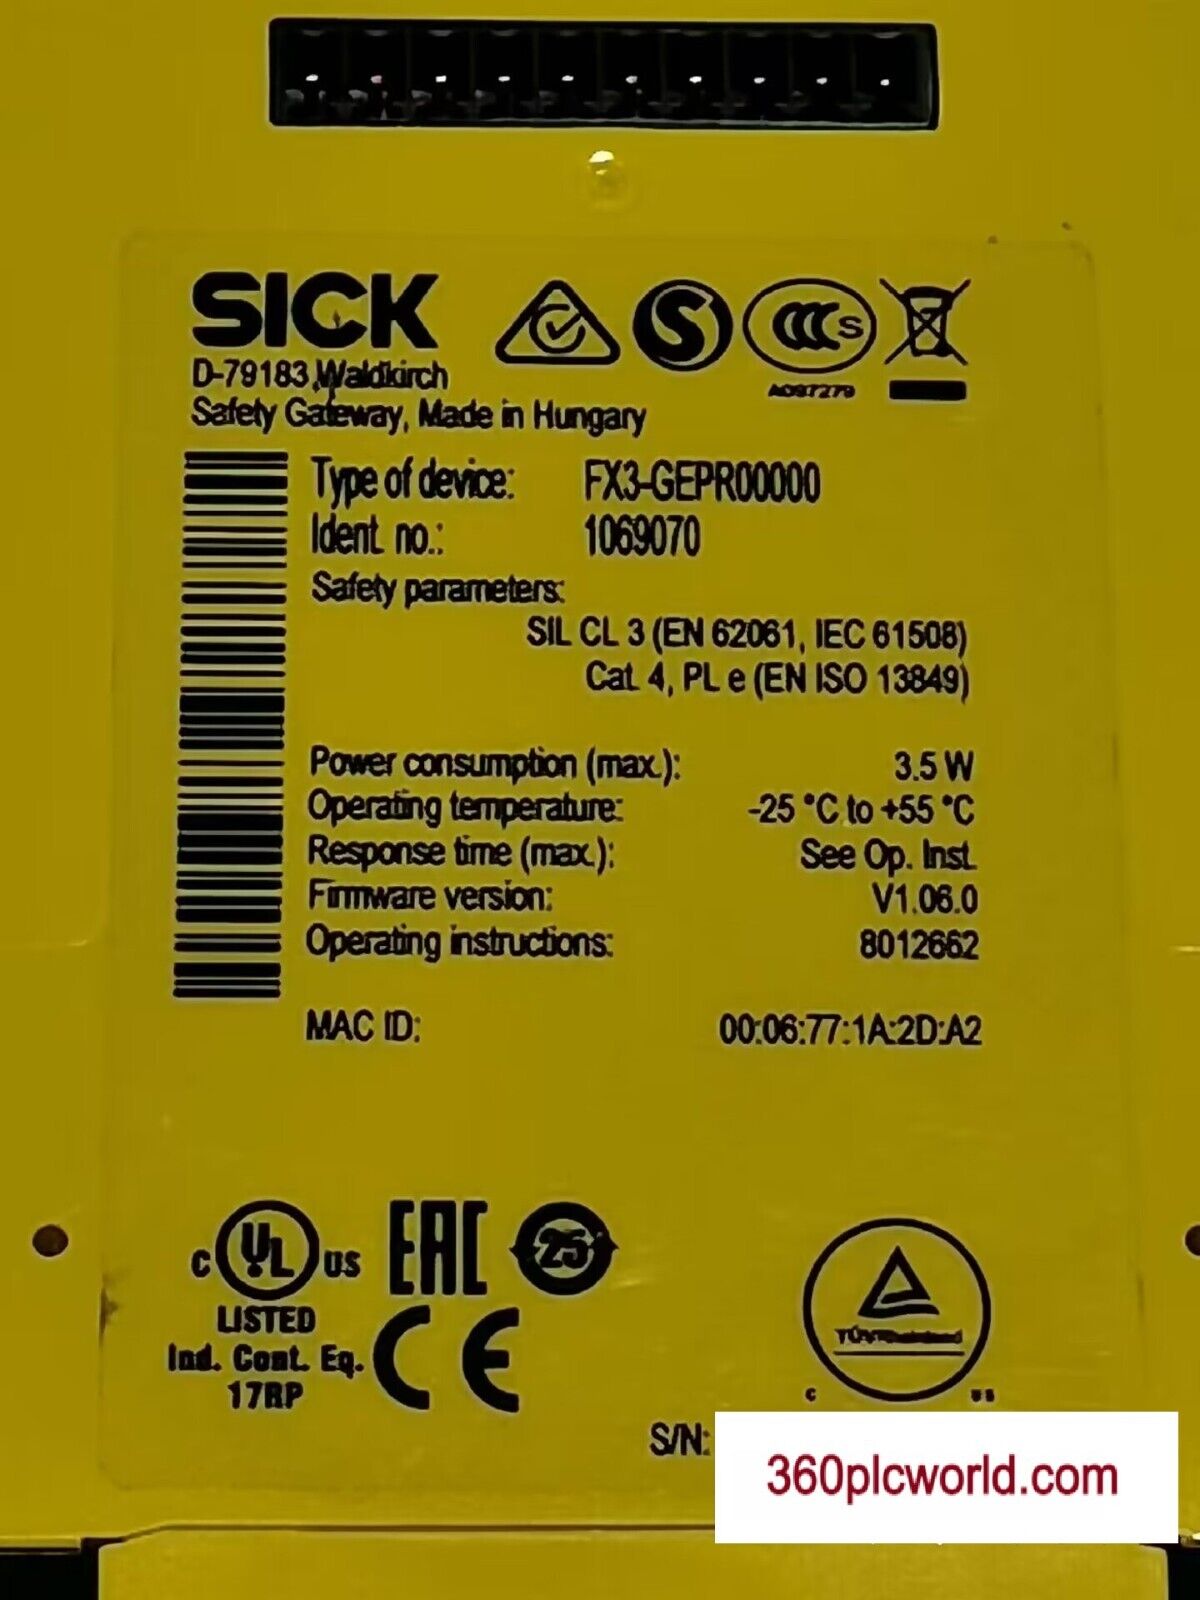 SICK
D-79183 Waldkirch
Safety Gateway, Made in Hungary
A097279
Type of device: FX3-GEPR00000
Ident. no.: 1069070
Safety parameters:
SIL CL 3 (EN 62061, IEC 61508)
Cat. 4, PL e (EN ISO 13849)
Power consumption (max.): 3.5 W
Operating temperature: -25 °C to +55 °C
Response time (max.): See Op. Inst.
Firmware version: V1.06.0
Operating instructions: 8012662
MAC ID: 00:06:77:1A:2D:A2
C UL US EAC 25
LISTED
Ind. Cont. Eq.
17RP
CE
TÜVRheinland
C US
S/N:
360plcworld.com